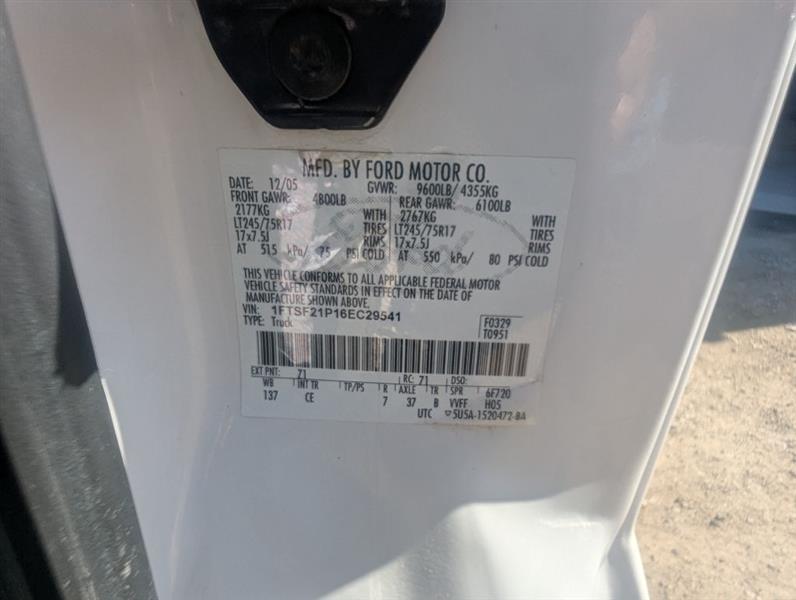 MFD. BY FORD MOTOR CO.
DATE: 12/05 GVWR: 9600LB/ 4355KG
FRONT GAWR: 4800LB REAR GAWR: 6100LB
2177KG WITH 2767KG WITH
LT245/75R17 TIRES LT245/75R17 TIRES
17x7.5J RIMS 17x7.5J RIMS
AT 515 kPa/ 75 PSI COLD AT 550 kPa/ 80 PSI COLD
THIS VEHICLE CONFORMS TO ALL APPLICABLE FEDERAL MOTOR
VEHICLE SAFETY STANDARDS IN EFFECT ON THE DATE OF
MANUFACTURE SHOWN ABOVE.
VIN: 1FTSF21P16EC29541
TYPE: Truck
F0329
T0951
EXT PNT: Z1 RC: 71 DSO:
WB INT TR TP/PS R AXLE TR SPR 6F720
137 CE 7 37 B VVFF H05
UTC 5U5A-1520472-BA